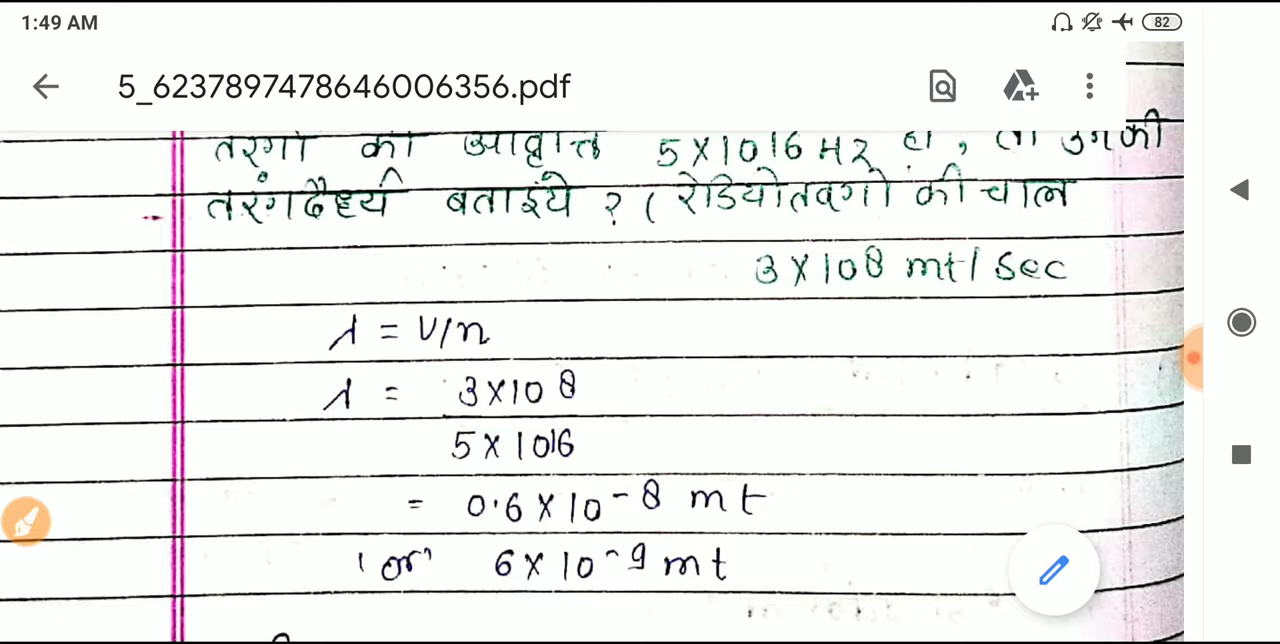 1:49 AM
82
5_6237897478646006356.pdf
तरंगो की आवृत्ति 5×1016 Hz हो, तो उनकी
तरंगदैर्ध्य बताइये ? ( रेडियोतरंगो की चाल
3×108 mt/sec
λ = V/n
λ = 3×108
5×1016
= 0.6×10-8 mt
'or' 6×10-9 mt